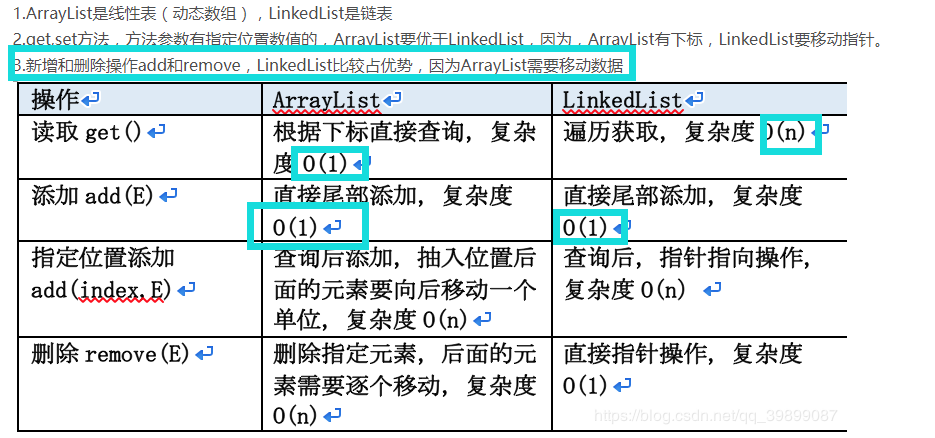 1.ArrayList是线性表（动态数组），LinkedList是链表
2.get.set方法，方法参数有指定位置数值的，ArrayList要优于LinkedList，因为，ArrayList有下标，LinkedList要移动指针。
3.新增和删除操作add和remove，LinkedList比较占优势，因为ArrayList需要移动数据
操作
ArrayList
LinkedList
读取 get()
根据下标直接查询，复杂
度 O(1)
遍历获取，复杂度 O(n)
添加 add(E)
直接尾部添加，复杂度
O(1)
直接尾部添加，复杂度
O(1)
指定位置添加
add(index,E)
查询后添加，抽入位置后
面的元素要向后移动一个
单位，复杂度 O(n)
查询后，指针指向操作，
复杂度 O(n)
删除 remove(E)
删除指定元素，后面的元
素需要逐个移动，复杂度
O(n)
直接指针操作，复杂度
O(1)
https://blog.csdn.net/qq_39899087